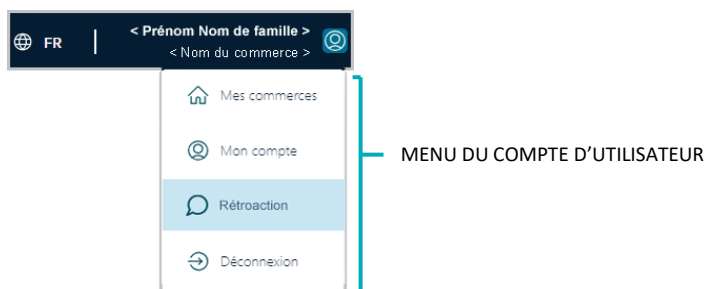 FR
< Prénom Nom de famille >
< Nom du commerce >
Mes commerces
Mon compte
MENU DU COMPTE D’UTILISATEUR
Rétroaction
Déconnexion